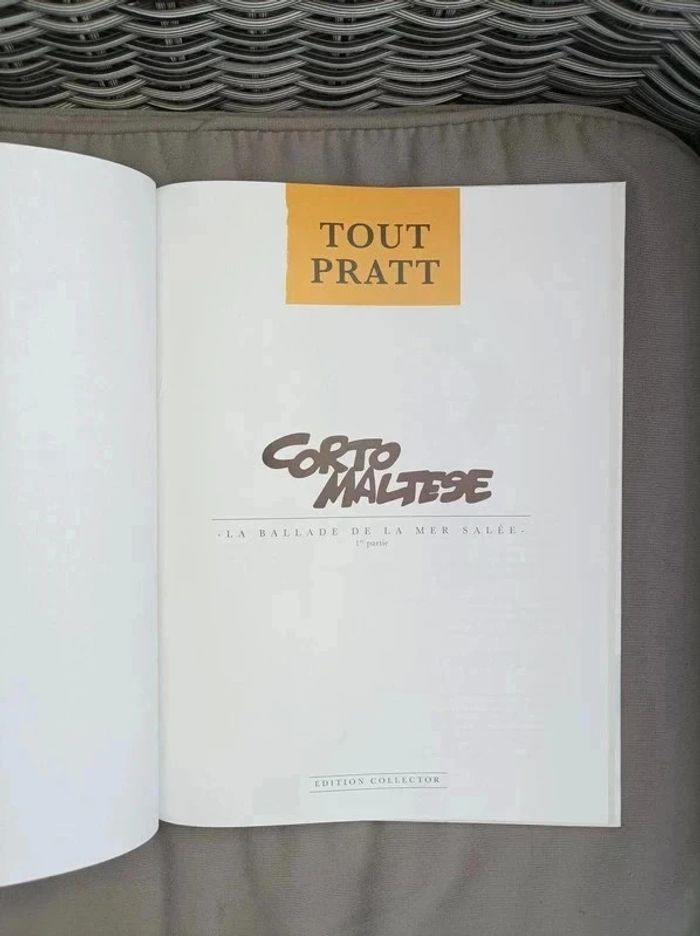 TOUT
PRATT
CORTO
MALTESE
-LA BALLADE DE LA MER SALÉE-
1re partie
ÉDITION COLLECTOR